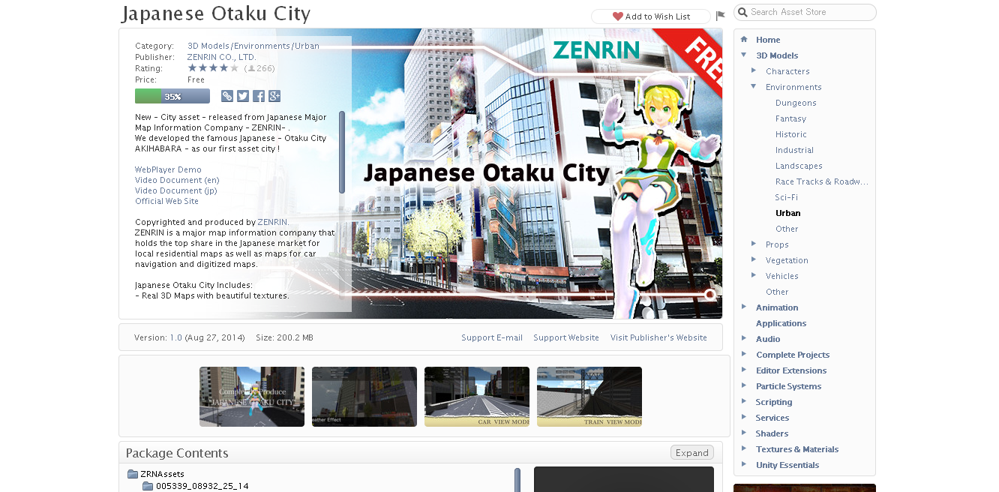 Japanese Otaku City
Add to Wish List
Search Asset Store
Category: 3D Models/Environments/Urban
Publisher: ZENRIN CO., LTD.
Rating: (266)
Price: Free
35%
New - City asset - released from Japanese Major
Map Information Company - ZENRIN- .
We developed the famous Japanese - Otaku City
AKIHABARA - as our first asset city !
WebPlayer Demo
Video Document (en)
Video Document (jp)
Official Web Site
Copyrighted and produced by ZENRIN.
ZENRIN is a major map information company that
holds the top share in the Japanese market for
local residential maps as well as maps for car
navigation and digitized maps.
Japanese Otaku City Includes:
- Real 3D Maps with beautiful textures.
ZENRIN
FREE
Japanese Otaku City
Version: 1.0 (Aug 27, 2014) Size: 200.2 MB
Support E-mail Support Website Visit Publisher's Website
Completely Produce
"JAPANESE OTAKU CITY"
eather Effect
CAR VIEW MODE
TRAIN VIEW MODE
Package Contents
Expand
ZRNAssets
005339_08932_25_14
Home
3D Models
Characters
Environments
Dungeons
Fantasy
Historic
Industrial
Landscapes
Race Tracks & Roadw...
Sci-Fi
Urban
Other
Props
Vegetation
Vehicles
Other
Animation
Applications
Audio
Complete Projects
Editor Extensions
Particle Systems
Scripting
Services
Shaders
Textures & Materials
Unity Essentials